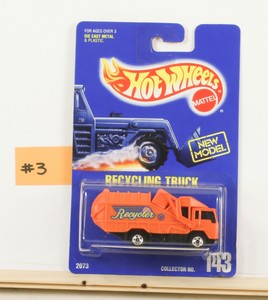 FOR AGES OVER 3
DIE CAST METAL
& PLASTIC.
Hot Wheels
MATTEL
NEW
MODEL
#3
RECYCLING TRUCK
Recycler
2073
COLLECTOR NO.
143